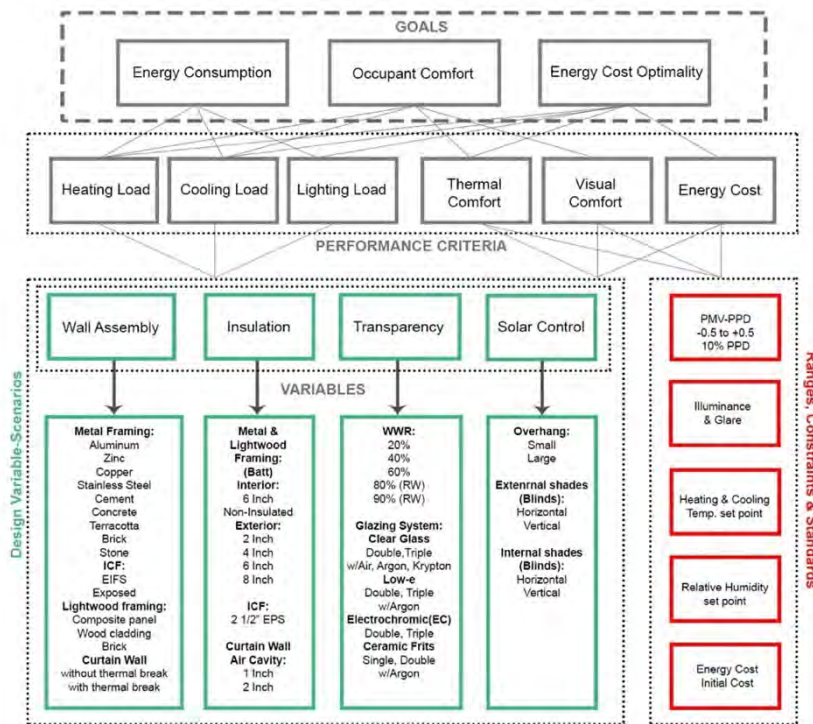 GOALS
Energy Consumption
Occupant Comfort
Energy Cost Optimality
Heating Load
Cooling Load
Lighting Load
Thermal
Comfort
Visual
Comfort
Energy Cost
PERFORMANCE CRITERIA
Design Variable-Scenarios
Wall Assembly
Insulation
Transparency
Solar Control
VARIABLES
Metal Framing:
Aluminum
Zinc
Copper
Stainless Steel
Cement
Concrete
Terracotta
Brick
Stone
ICF:
EIFS
Exposed
Lightwood framing:
Composite panel
Wood cladding
Brick
Curtain Wall
without thermal break
with thermal break
Metal &
Lightwood
Framing:
(Batt)
Interior:
6 Inch
Non-Insulated
Exterior:
2 Inch
4 Inch
6 Inch
8 Inch
ICF:
2 1/2" EPS
Curtain Wall
Air Cavity:
1 Inch
2 Inch
WWR:
20%
40%
60%
80% (RW)
90% (RW)
Glazing System:
Clear Glass
Double,Triple
w/Air, Argon, Krypton
Low-e
Double, Triple
w/Argon
Electrochromic(EC)
Double, Triple
Ceramic Frits
Single, Double
w/Argon
Overhang:
Small
Large
Extenrnal shades
(Blinds):
Horizontal
Vertical
Internal shades
(Blinds):
Horizontal
Vertical
PMV-PPD
-0.5 to +0.5
10% PPD
Illuminance
& Glare
Heating & Cooling
Temp. set point
Relative Humidity
set point
Energy Cost
Initial Cost
Ranges, Constraints & Standards